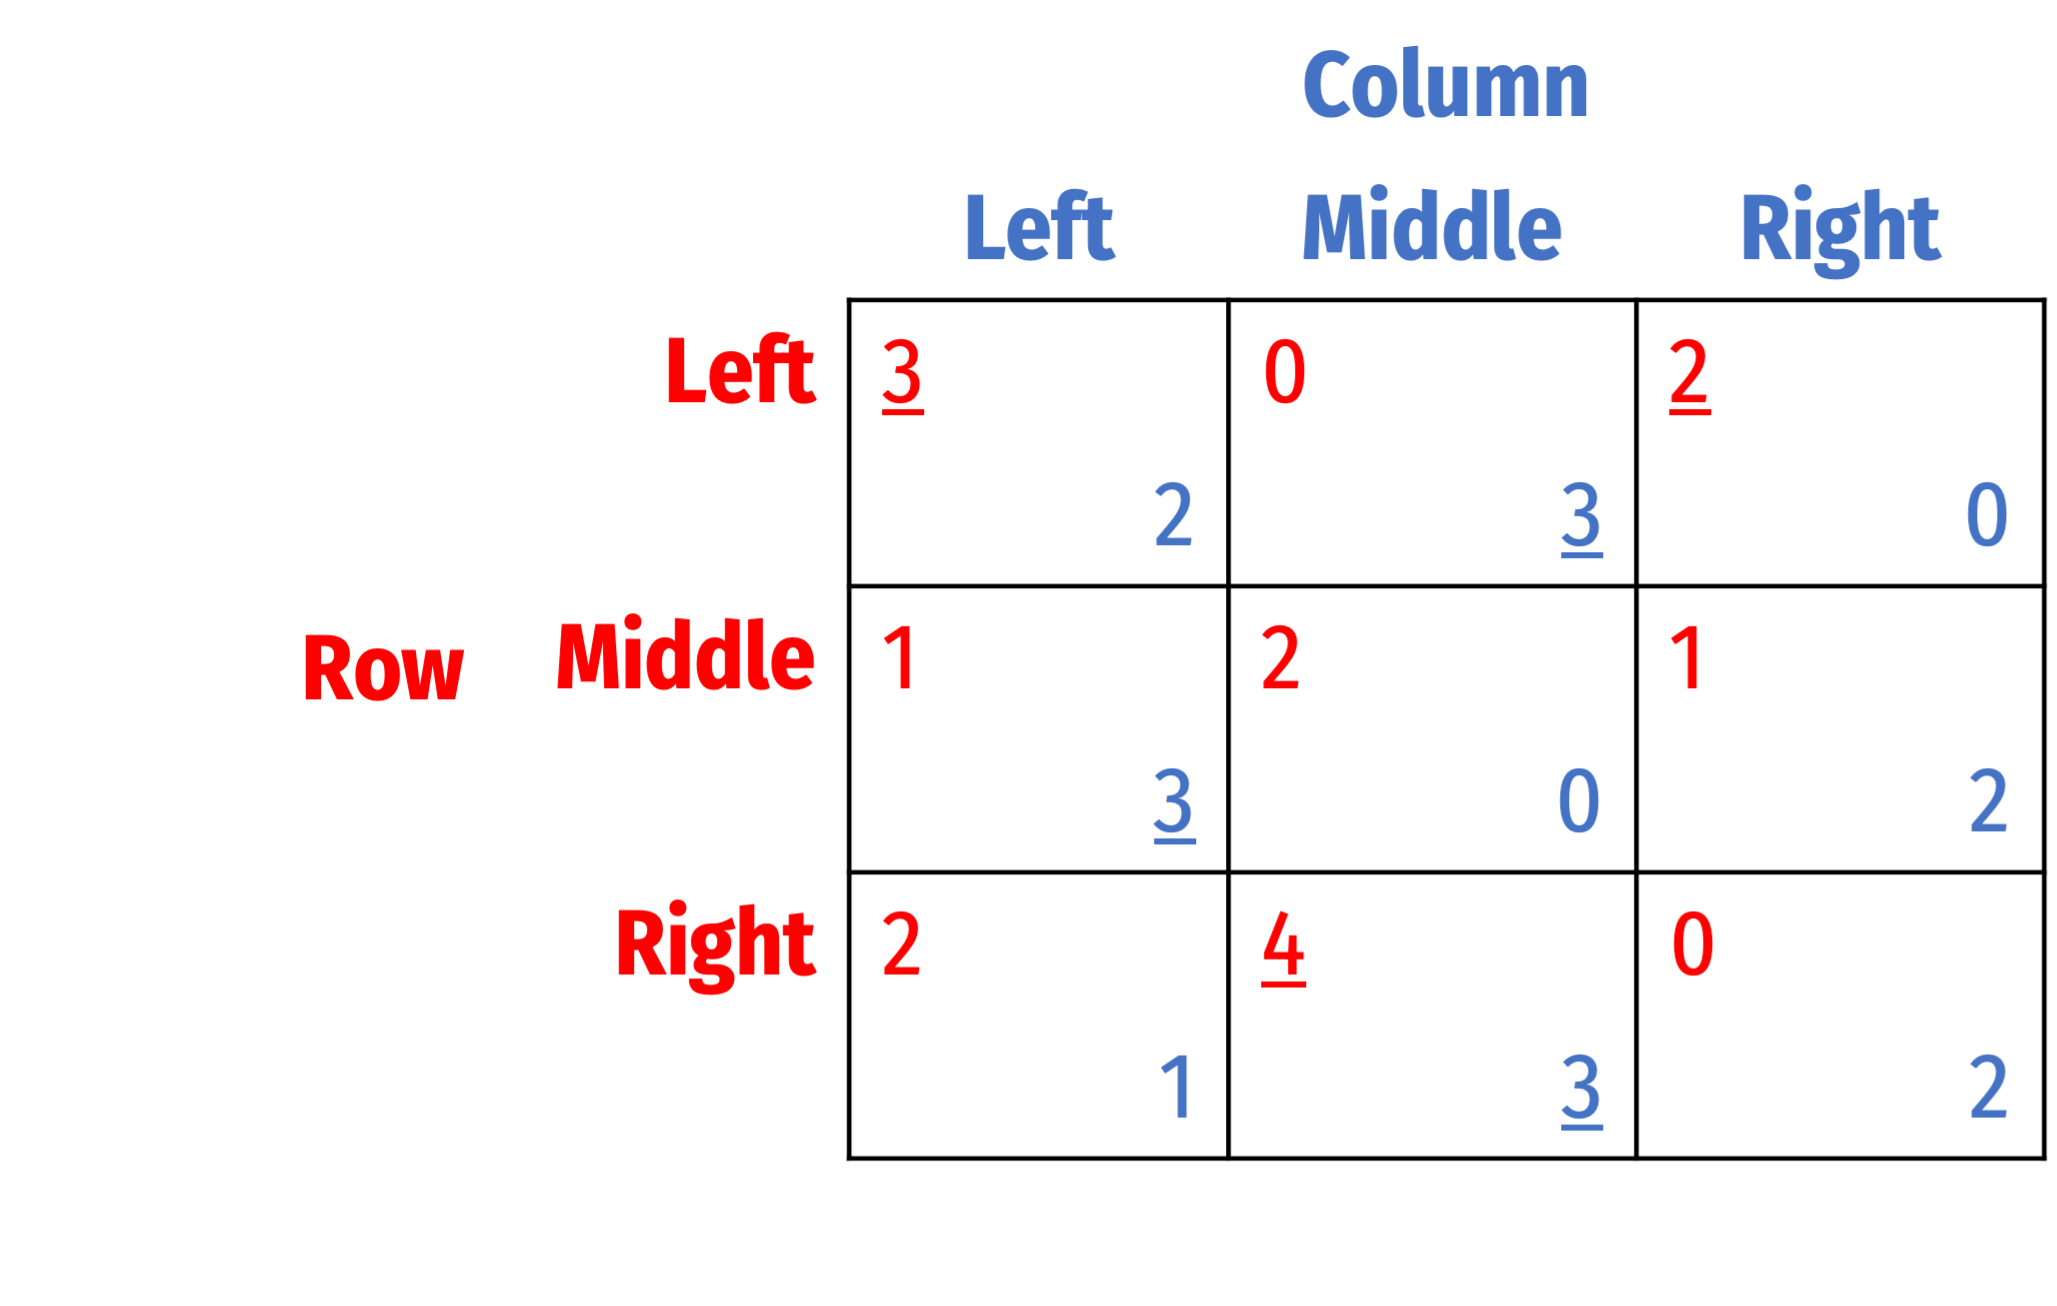 Column
Left Middle Right
Left 3 0 2
2 3 0
Row Middle 1 2 1
3 0 2
Right 2 4 0
1 3 2